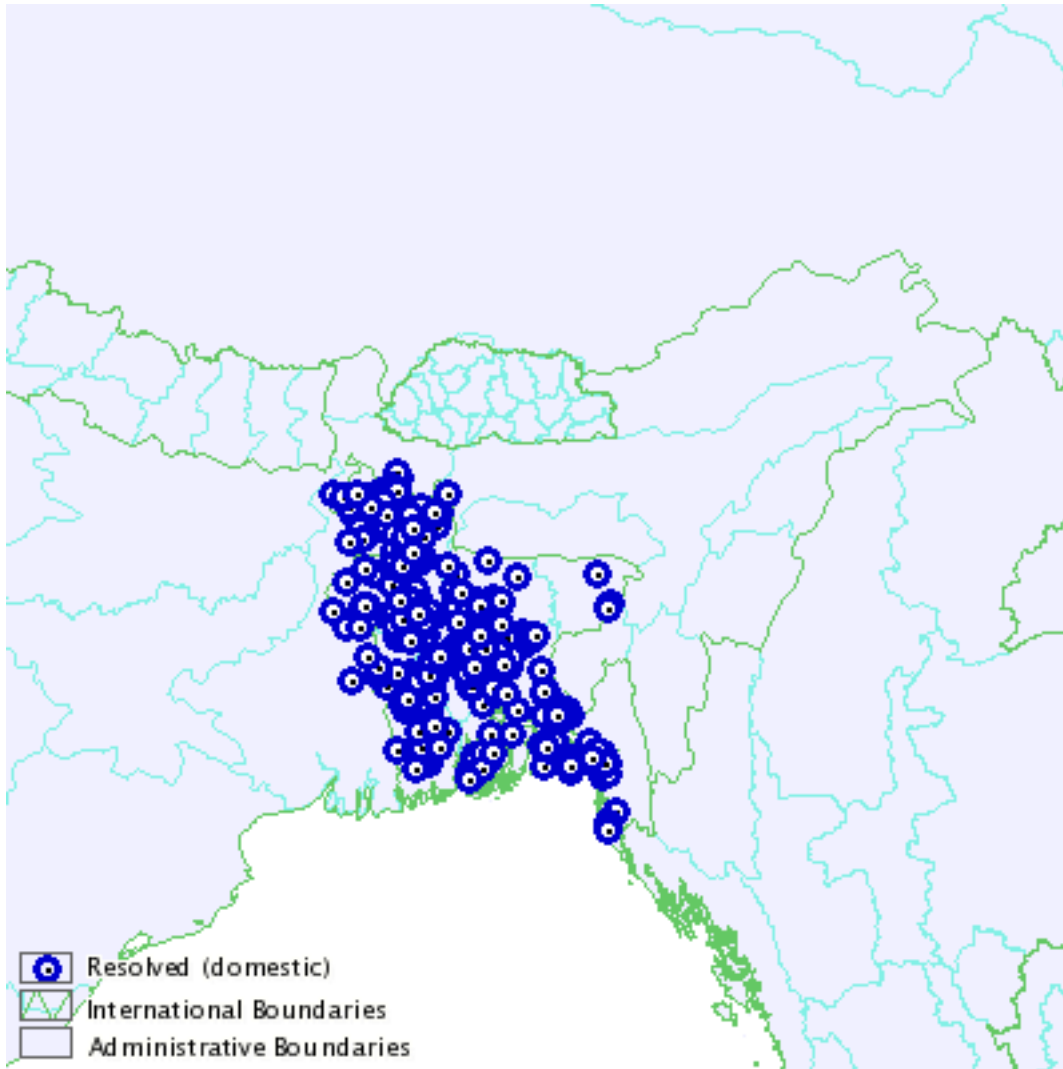 Resolved (domestic)
International Boundaries
Administrative Boundaries